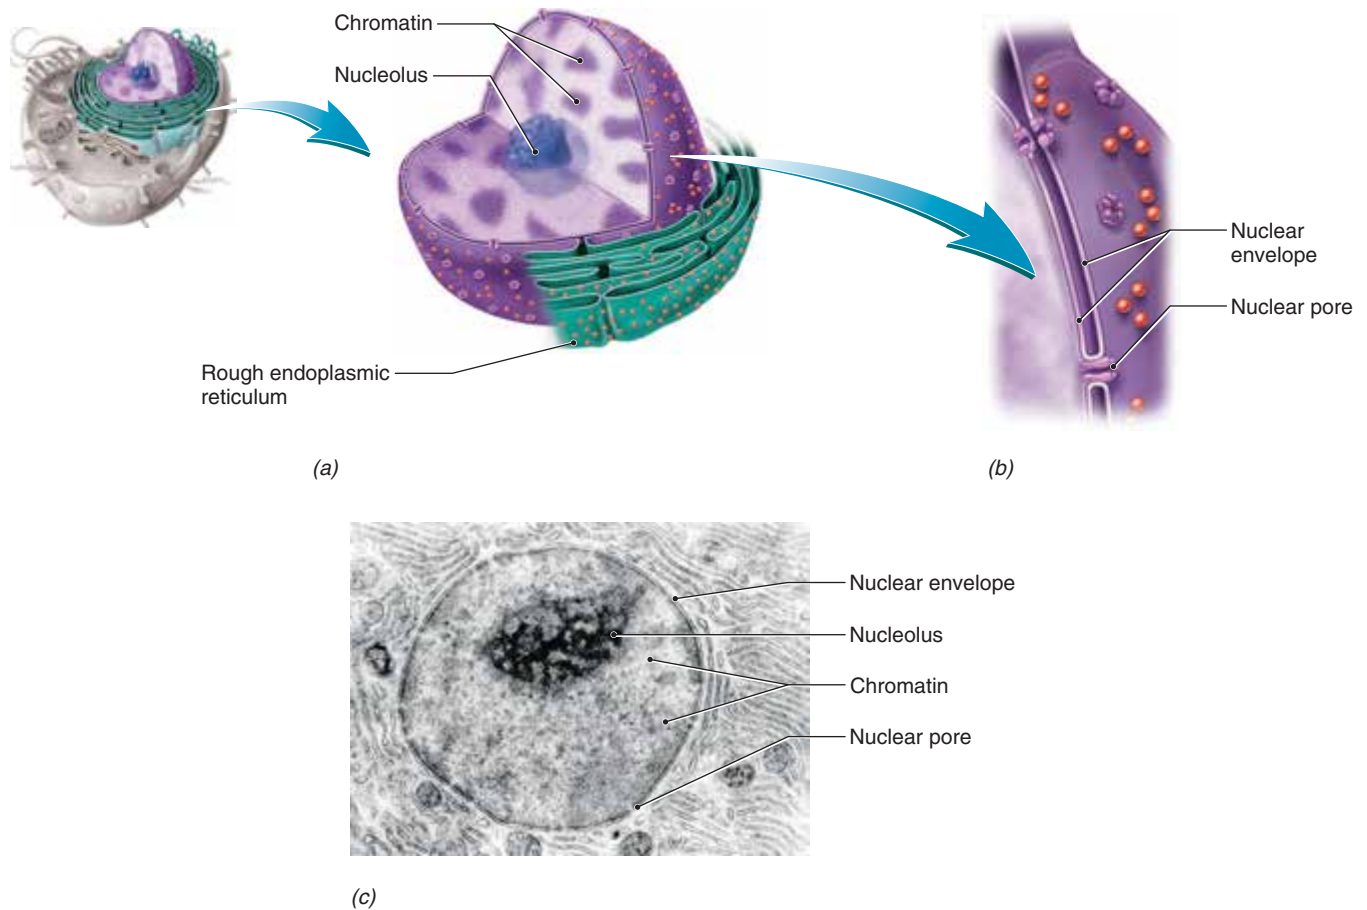 Chromatin
Nucleolus
Rough endoplasmic
reticulum
(a)
Nuclear
envelope
Nuclear pore
(b)
Nuclear envelope
Nucleolus
Chromatin
Nuclear pore
(c)